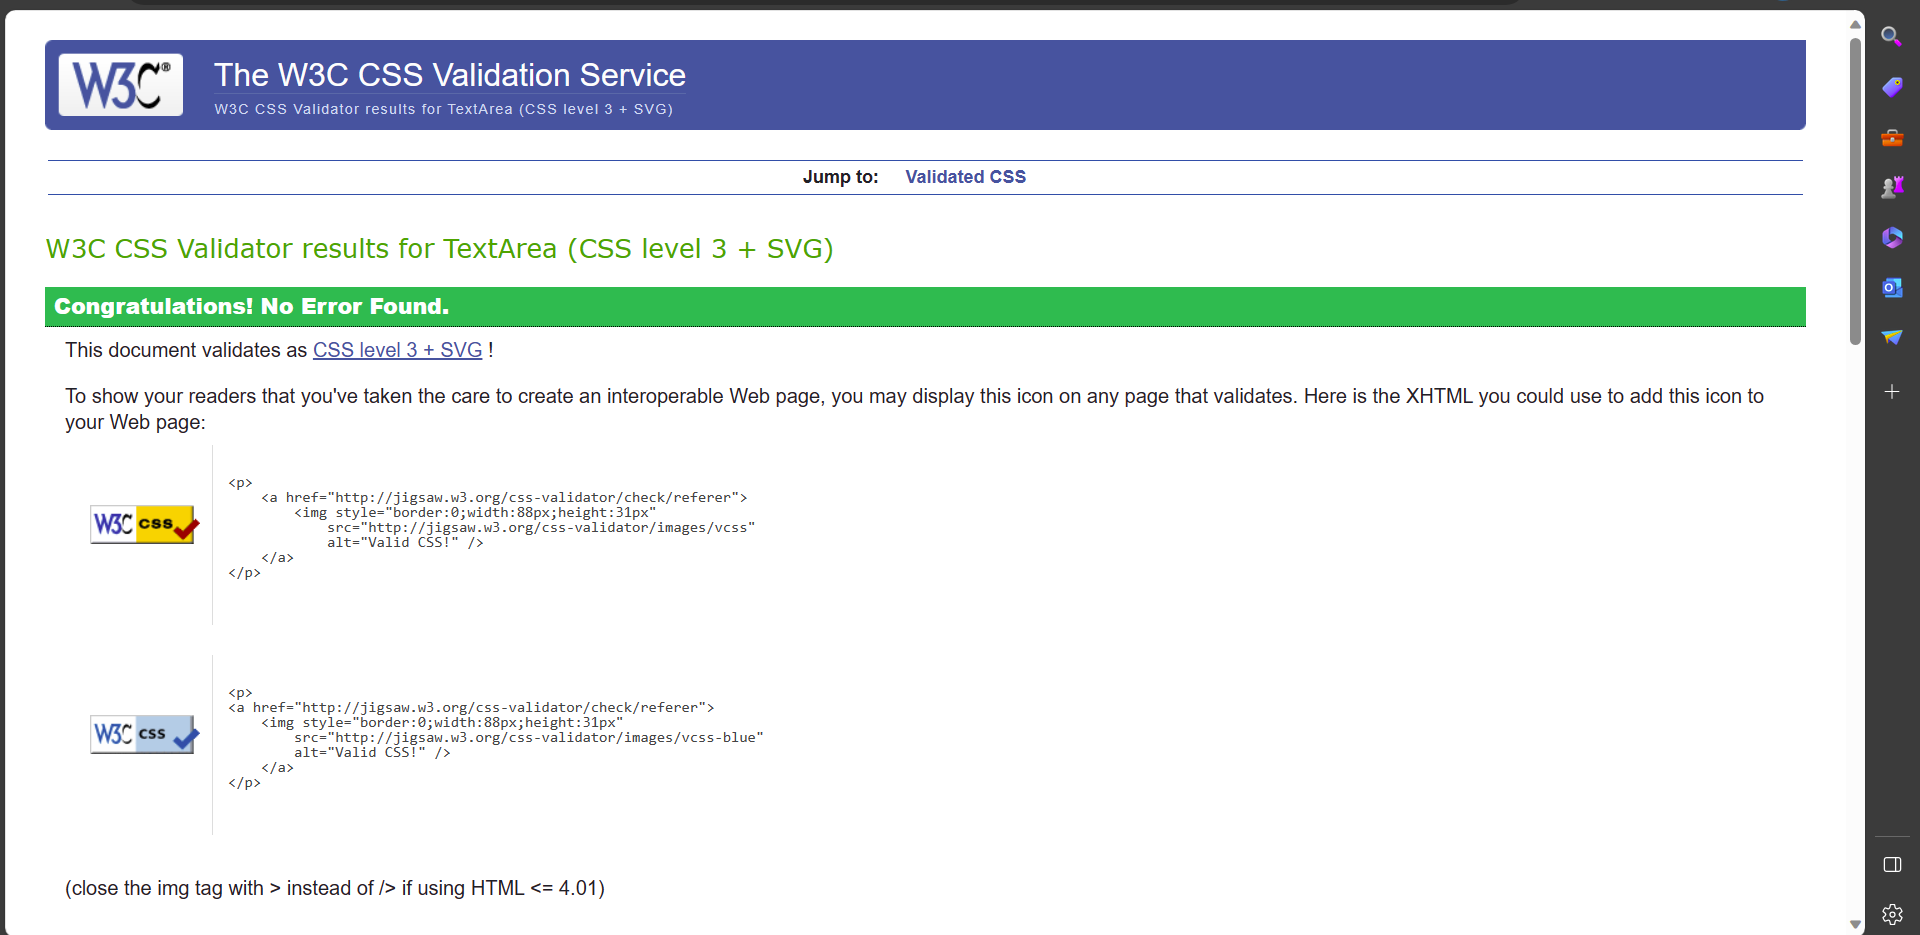 W3C®
The W3C CSS Validation Service
W3C CSS Validator results for TextArea (CSS level 3 + SVG)
Jump to: Validated CSS
W3C CSS Validator results for TextArea (CSS level 3 + SVG)
Congratulations! No Error Found.
This document validates as CSS level 3 + SVG !
To show your readers that you've taken the care to create an interoperable Web page, you may display this icon on any page that validates. Here is the XHTML you could use to add this icon to
your Web page:
W3C css
<p>
    <a href="http://jigsaw.w3.org/css-validator/check/referer">
        <img style="border:0;width:88px;height:31px"
            src="http://jigsaw.w3.org/css-validator/images/vcss"
            alt="Valid CSS!" />
    </a>
</p>
W3C css
<p>
<a href="http://jigsaw.w3.org/css-validator/check/referer">
    <img style="border:0;width:88px;height:31px"
        src="http://jigsaw.w3.org/css-validator/images/vcss-blue"
        alt="Valid CSS!" />
    </a>
</p>
(close the img tag with > instead of /> if using HTML <= 4.01)